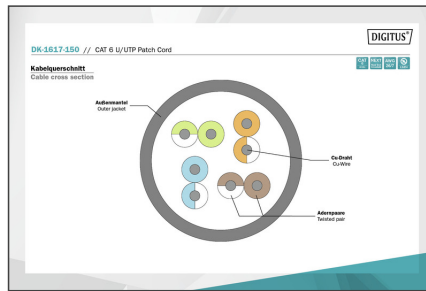 DIGITUS®
DK-1617-150 // CAT 6 U/UTP Patch Cord
Kabelquerschnitt
Cable cross section
Außenmantel
Outer jacket
Cu-Draht
Cu-Wire
Adernpaare
Twisted pair